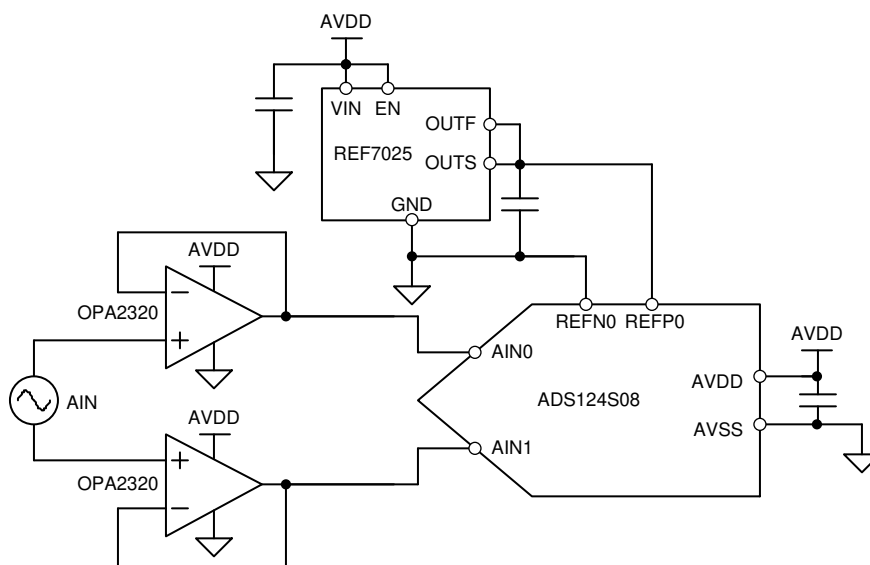 AVDD
VIN
EN
OUTF
REF7025
OUTS
GND
AVDD
OPA2320
REFN0
REFP0
AVDD
AIN0
AVDD
AIN
ADS124S08
AVSS
AVDD
AIN1
OPA2320